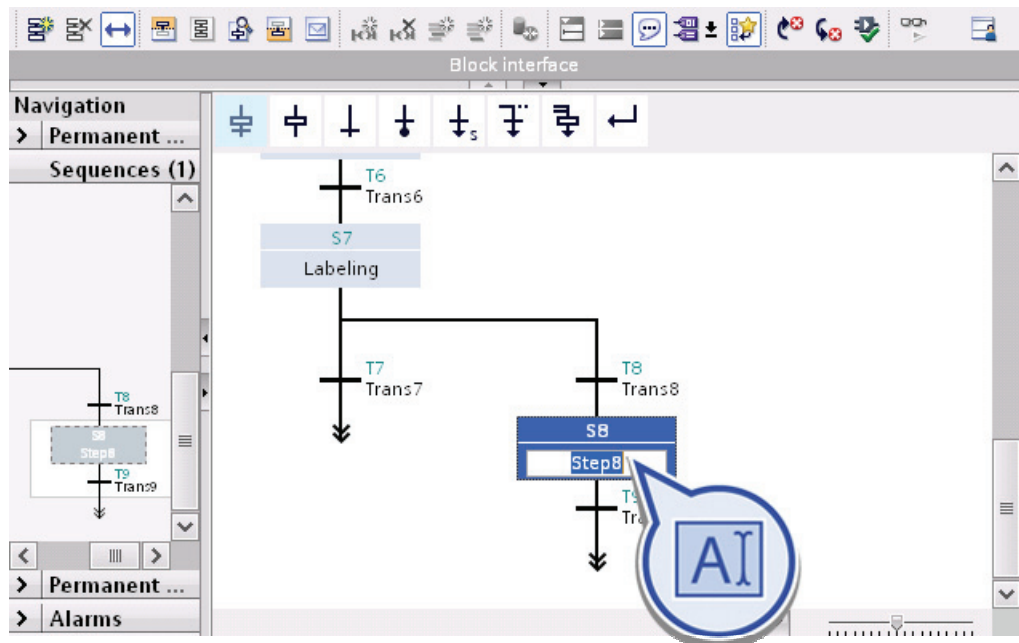 Block interface
Navigation
Permanent ...
Sequences (1)
T8
Trans8
S8
Step8
T9
Trans9
Permanent ...
Alarms
s
T6
Trans6
S7
Labeling
T7
Trans7
T8
Trans8
S8
Step8
A